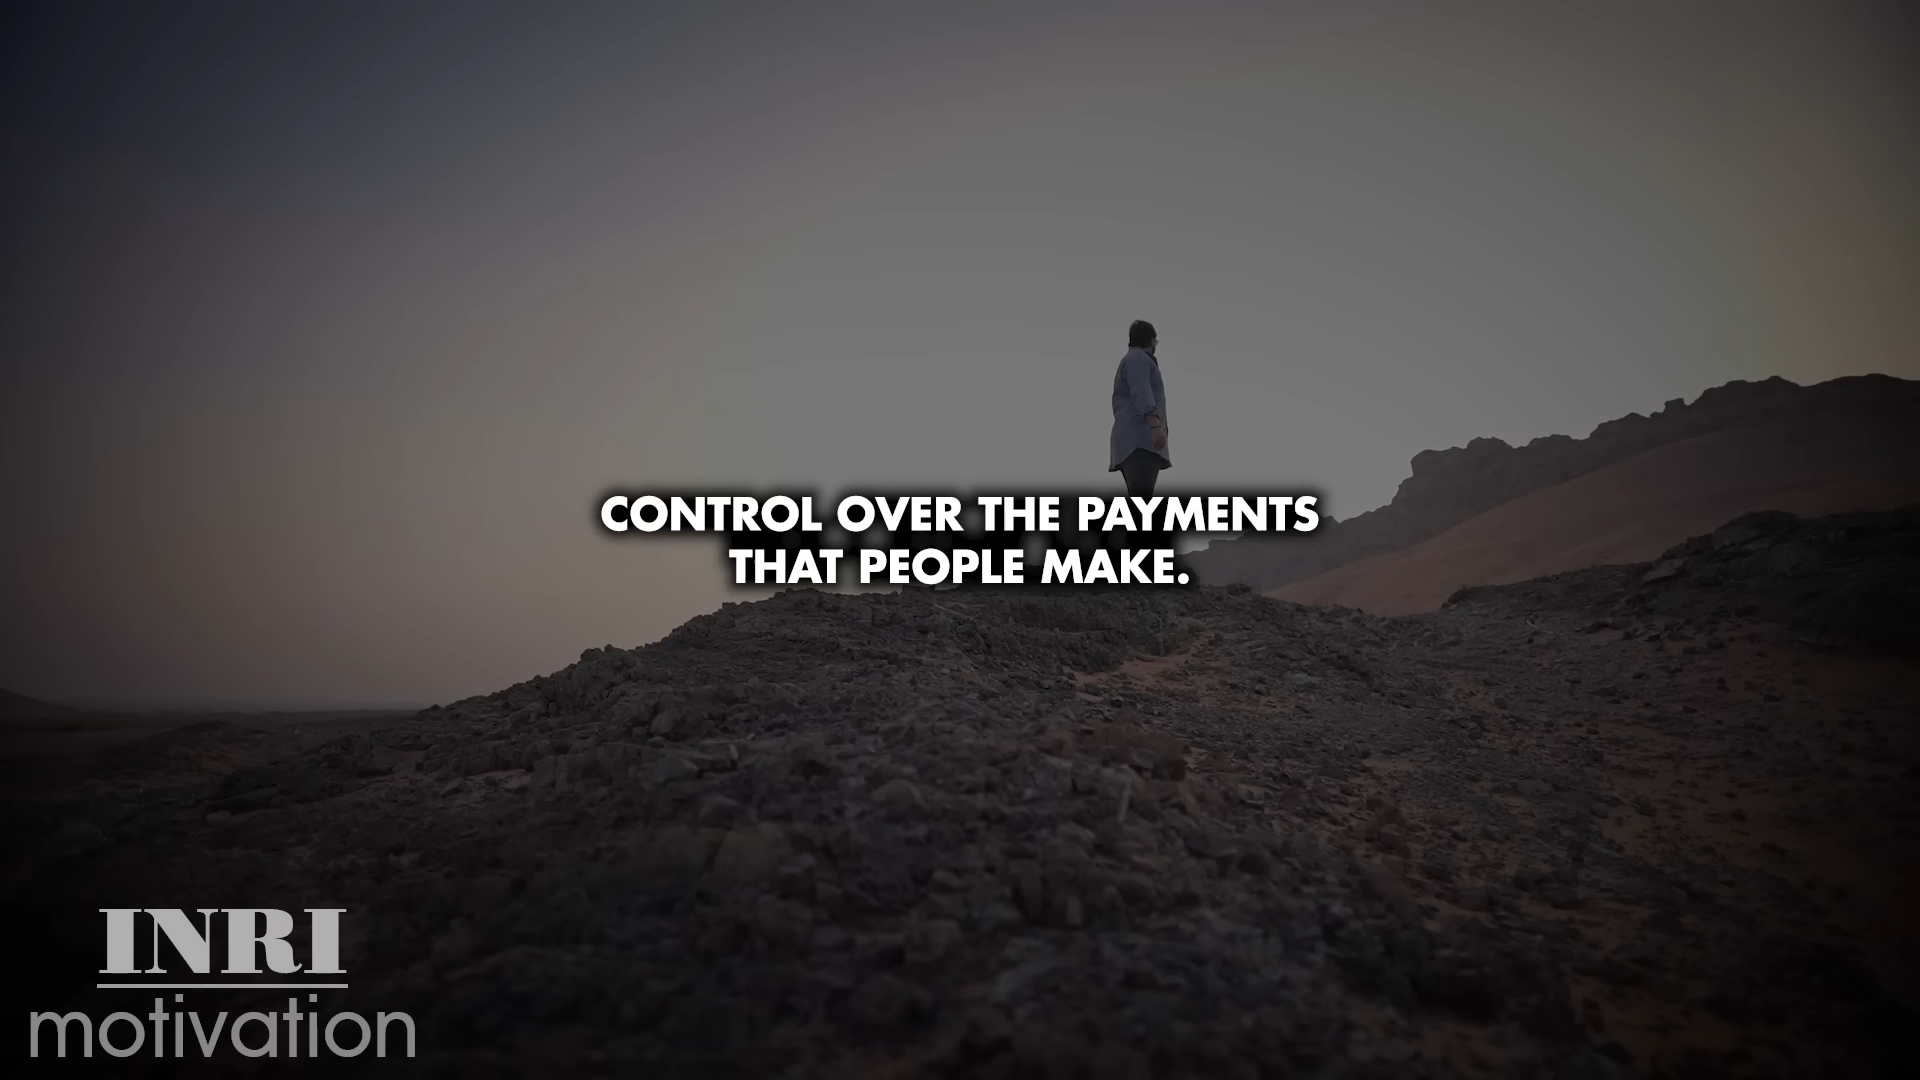 CONTROL OVER THE PAYMENTS
THAT PEOPLE MAKE.
INRI
motivation